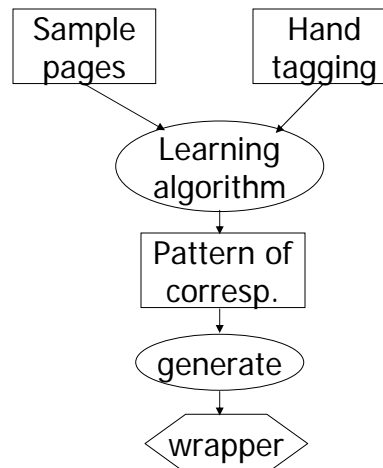 Sample
pages
Hand
tagging
Learning
algorithm
Pattern of
corresp.
generate
wrapper